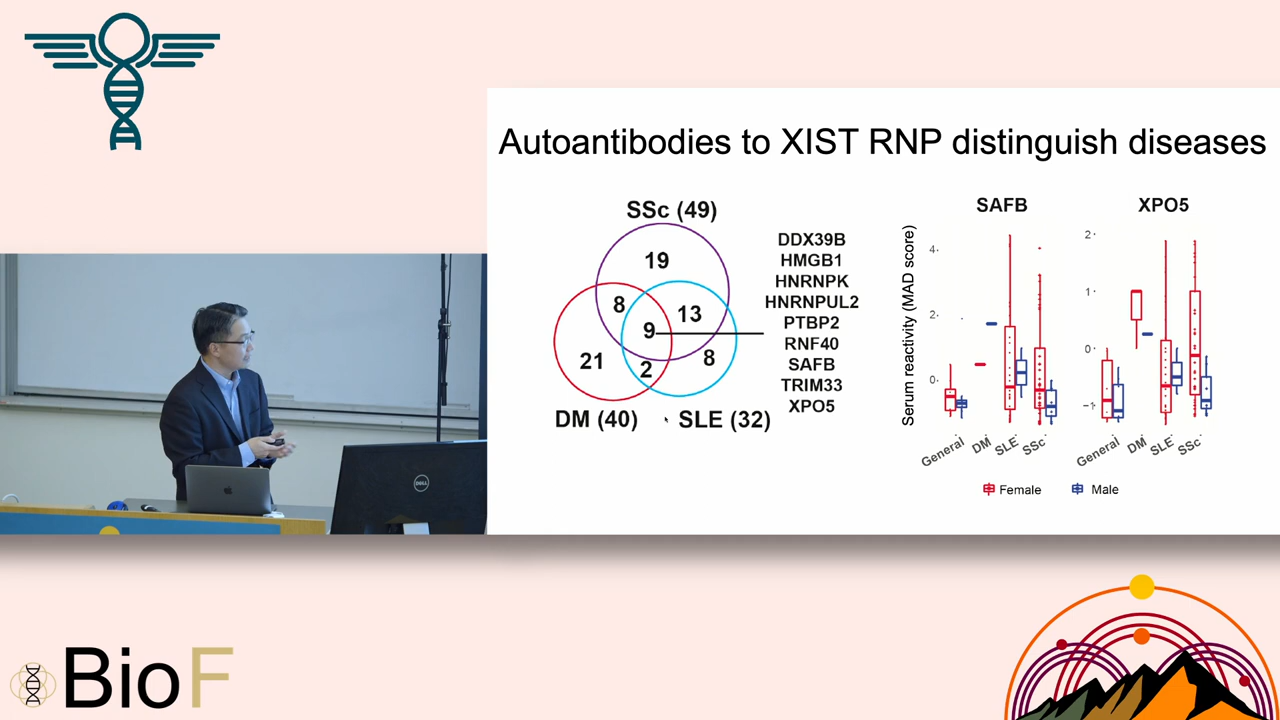 Autoantibodies to XIST RNP distinguish diseases
SSc (49)
19
8
13
9
21
2
8
DM (40)
SLE (32)
DDX39B
HMGB1
HNRNPK
HNRNPUL2
PTBP2
RNF40
SAFB
TRIM33
XPO5
SAFB
XPO5
Serum reactivity (MAD score)
4
2
0
2
1
0
−1
General
DM
SLE
SSc
General
DM
SLE
SSc
Female
Male
DELL
BioF